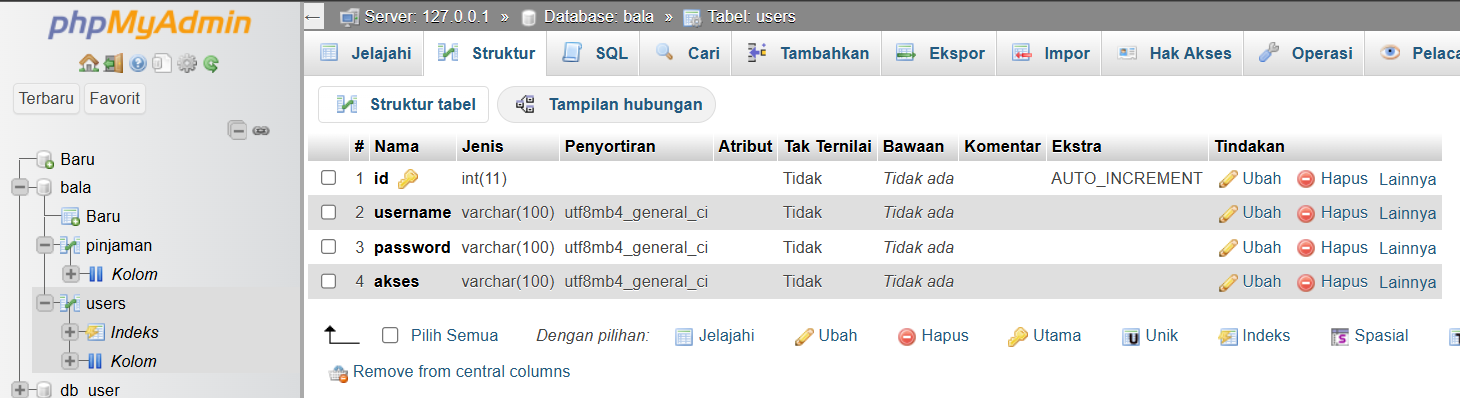 phpMyAdmin
Terbaru Favorit
Baru
bala
Baru
pinjaman
Kolom
users
Indeks
Kolom
db_user
Server: 127.0.0.1 » Database: bala » Tabel: users
Jelajahi Struktur SQL Cari Tambahkan Ekspor Impor Hak Akses Operasi Pelaca
Struktur tabel Tampilan hubungan
# Nama Jenis Penyortiran Atribut Tak Ternilai Bawaan Komentar Ekstra Tindakan
1 id int(11) Tidak Tidak ada AUTO_INCREMENT Ubah Hapus Lainnya
2 username varchar(100) utf8mb4_general_ci Tidak Tidak ada Ubah Hapus Lainnya
3 password varchar(100) utf8mb4_general_ci Tidak Tidak ada Ubah Hapus Lainnya
4 akses varchar(100) utf8mb4_general_ci Tidak Tidak ada Ubah Hapus Lainnya
Pilih Semua Dengan pilihan: Jelajahi Ubah Hapus Utama Unik Indeks Spasial
Remove from central columns